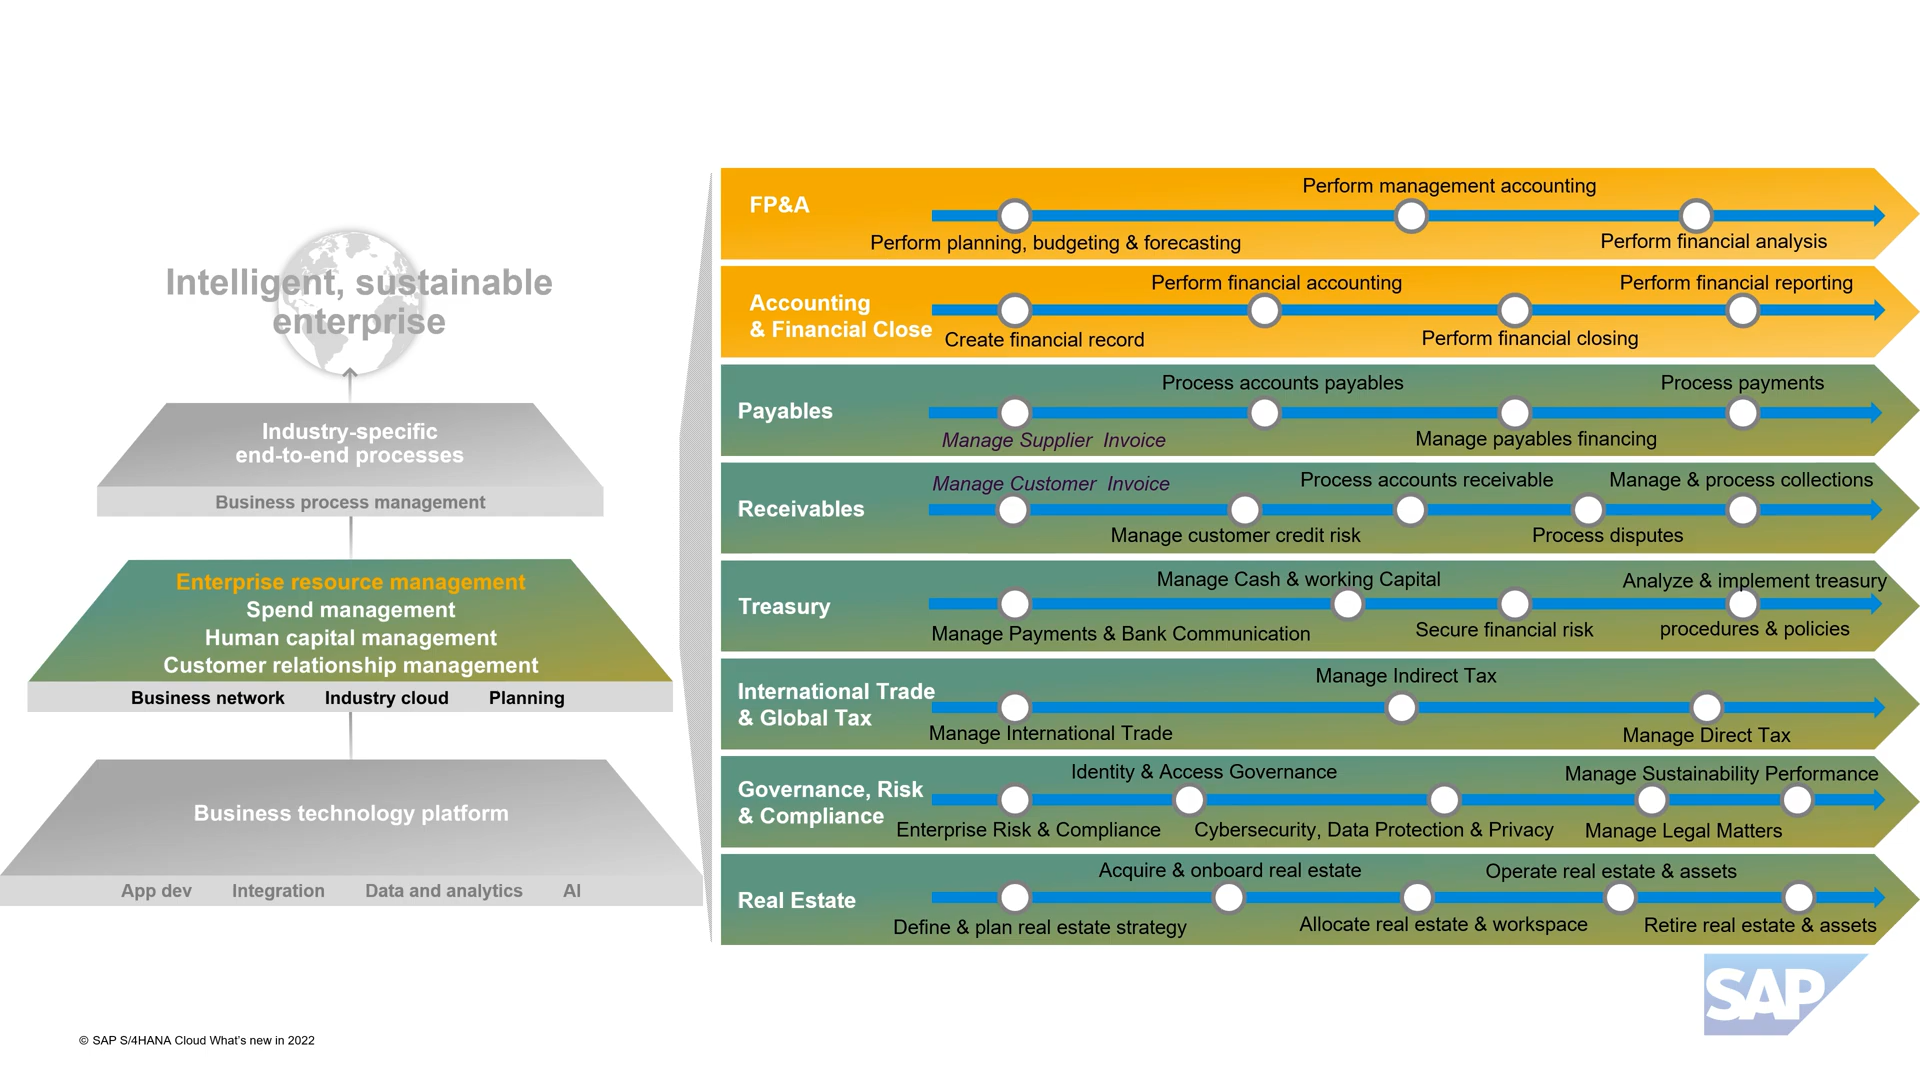 Intelligent, sustainable
enterprise
Industry-specific
end-to-end processes
Business process management
Enterprise resource management
Spend management
Human capital management
Customer relationship management
Business network Industry cloud Planning
Business technology platform
App dev Integration Data and analytics AI
FP&A
Perform management accounting
Perform planning, budgeting & forecasting
Perform financial analysis
Accounting
& Financial Close
Perform financial accounting
Perform financial reporting
Create financial record
Perform financial closing
Payables
Process accounts payables
Process payments
Manage Supplier  Invoice
Manage payables financing
Receivables
Manage Customer  Invoice
Process accounts receivable
Manage & process collections
Manage customer credit risk
Process disputes
Treasury
Manage Cash & working Capital
Analyze & implement treasury
Manage Payments & Bank Communication
Secure financial risk
procedures & policies
International Trade
& Global Tax
Manage Indirect Tax
Manage International Trade
Manage Direct Tax
Governance, Risk
& Compliance
Identity & Access Governance
Manage Sustainability Performance
Enterprise Risk & Compliance
Cybersecurity, Data Protection & Privacy
Manage Legal Matters
Real Estate
Acquire & onboard real estate
Operate real estate & assets
Define & plan real estate strategy
Allocate real estate & workspace
Retire real estate & assets
SAP
© SAP S/4HANA Cloud What's new in 2022